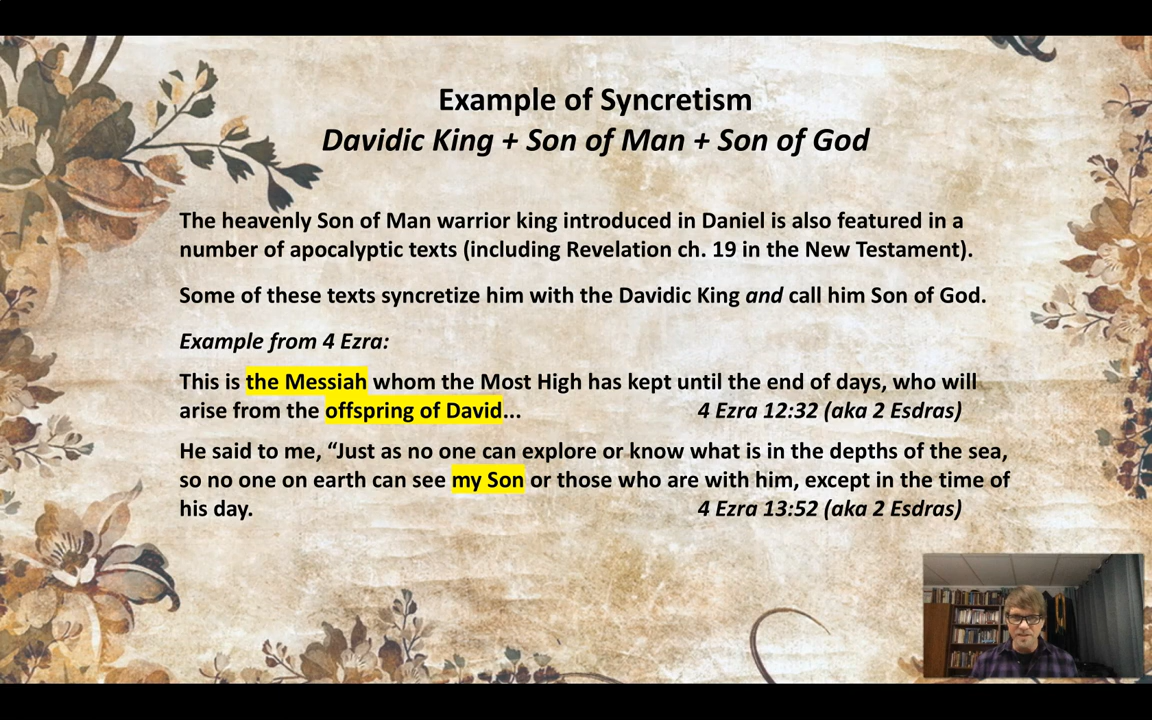 Example of Syncretism
Davidic King + Son of Man + Son of God
The heavenly Son of Man warrior king introduced in Daniel is also featured in a
number of apocalyptic texts (including Revelation ch. 19 in the New Testament).
Some of these texts syncretize him with the Davidic King and call him Son of God.
Example from 4 Ezra:
This is the Messiah whom the Most High has kept until the end of days, who will
arise from the offspring of David... 4 Ezra 12:32 (aka 2 Esdras)
He said to me, “Just as no one can explore or know what is in the depths of the sea,
so no one on earth can see my Son or those who are with him, except in the time of
his day. 4 Ezra 13:52 (aka 2 Esdras)